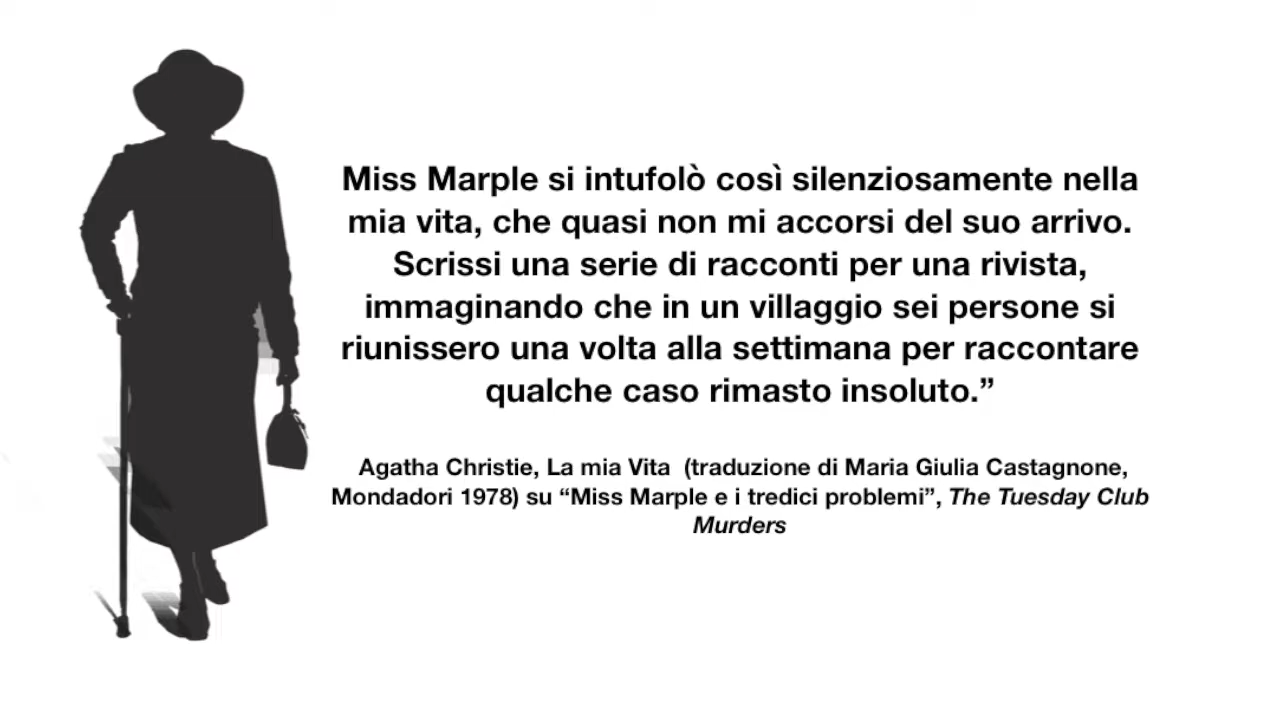 Miss Marple si intufolò così silenziosamente nella
mia vita, che quasi non mi accorsi del suo arrivo.
Scrissi una serie di racconti per una rivista,
immaginando che in un villaggio sei persone si
riunissero una volta alla settimana per raccontare
qualche caso rimasto insoluto.”
Agatha Christie, La mia Vita  (traduzione di Maria Giulia Castagnone,
Mondadori 1978) su “Miss Marple e i tredici problemi”, The Tuesday Club
Murders